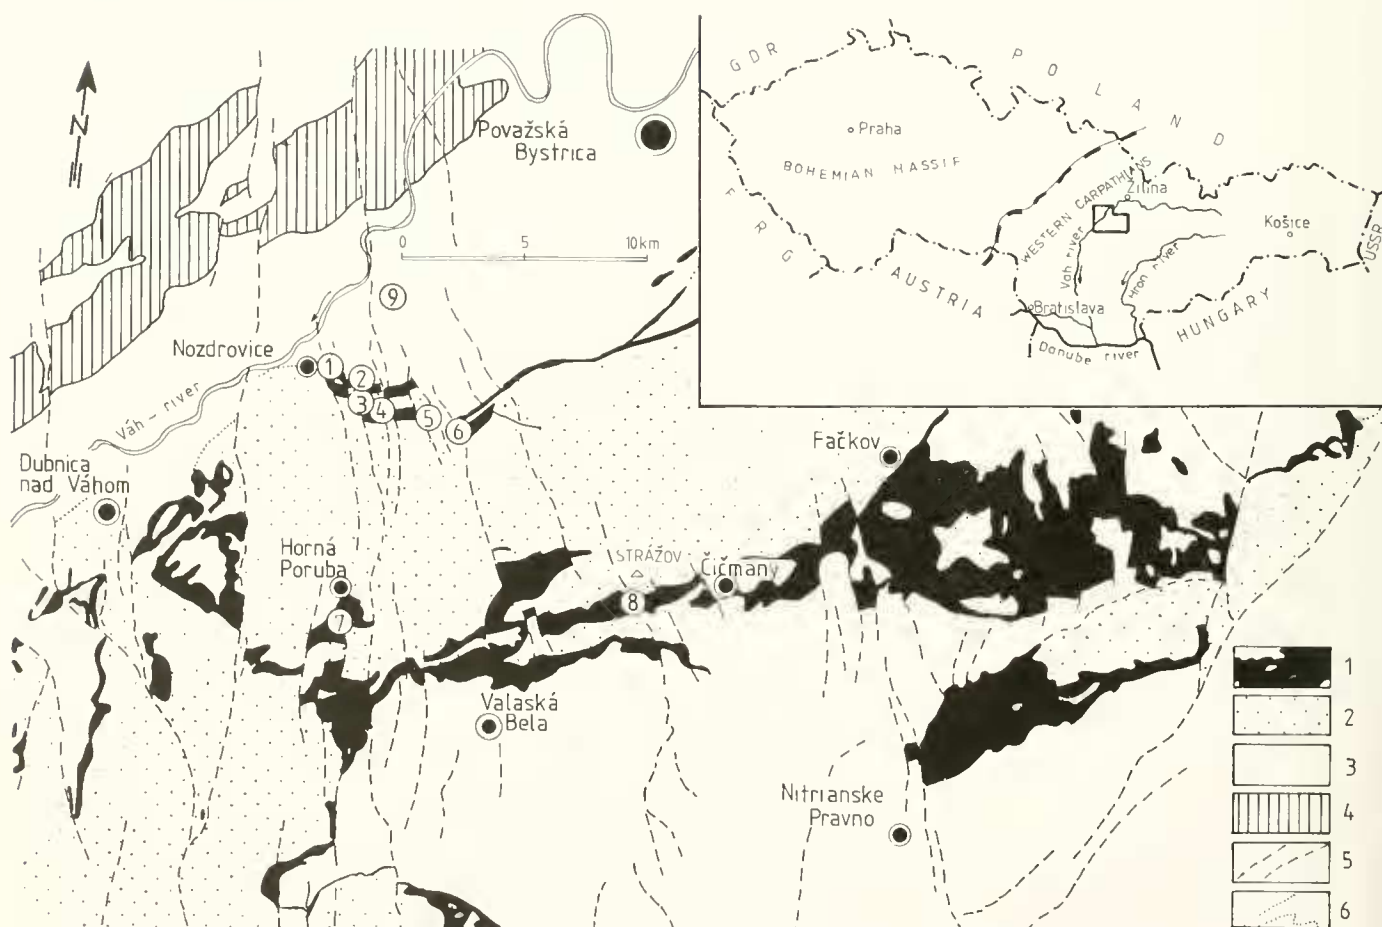 N
Považská
Bystrica
0 5 10km
9
Nozdrovice
1
2
3
4
5
6
Váh - river
Dubnica
nad Váhom
Fačkov
Horná
Poruba
STRÁŽOV
Čičmany
8
7
Valaská
Bela
Nitrianske
Pravno
GDR
POLAND
Praha
BOHEMIAN MASSIF
FRG
WESTERN CARPATHIANS
Žilina
Košice
USSR
Váh river
Hron river
AUSTRIA
Bratislava
HUNGARY
Danube river
1
2
3
4
5
6